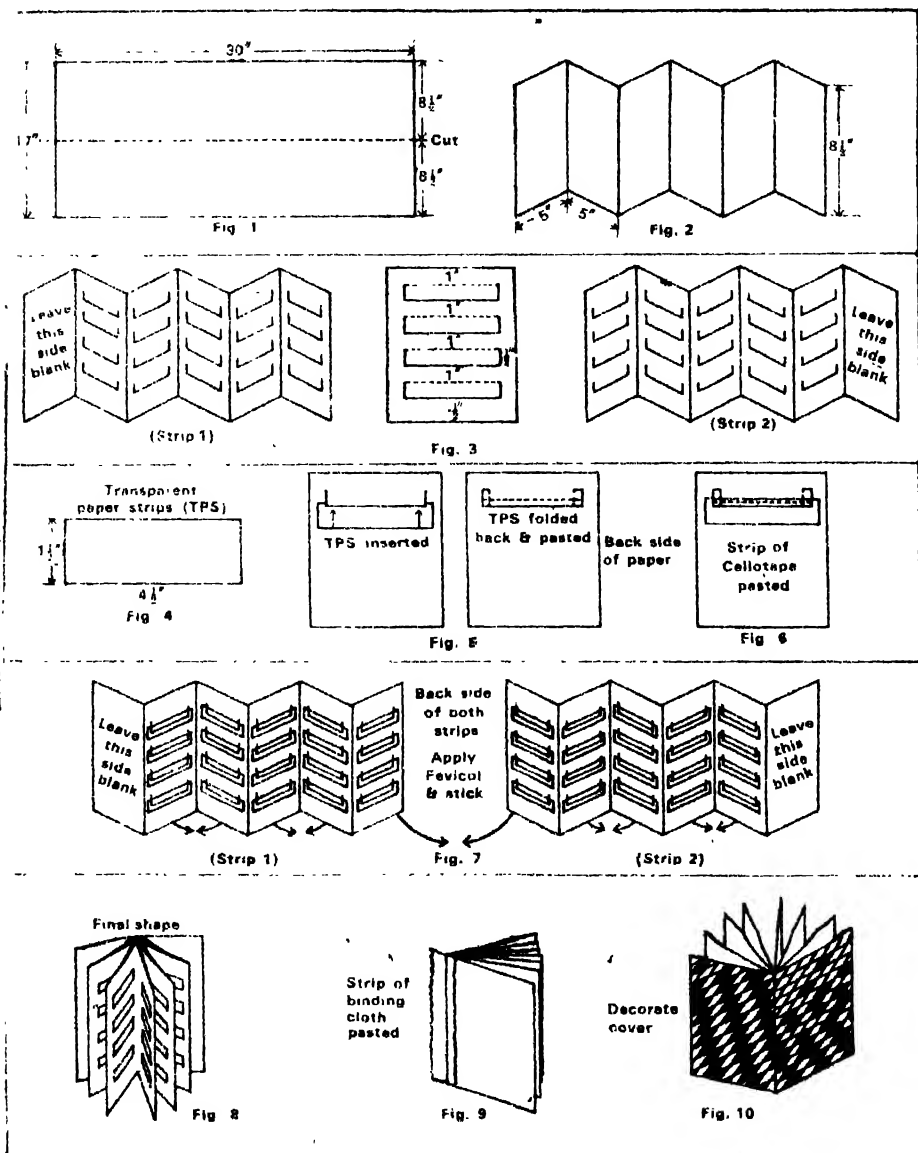 30"
17"
8½"
Cut
8½"
Fig. 1
8½"
5"
5"
Fig. 2
Leave
this
side
blank
(Strip 1)
1"
1"
1"
1"
½"
Fig. 3
Leave
this
side
blank
(Strip 2)
Transparent
paper strips (TPS)
4½"
Fig 4
TPS inserted
TPS folded
back & pasted
Fig. 5
Back side
of paper
Strip of
Cellotape
pasted
Fig 6
Leave
this
side
blank
(Strip 1)
Back side
of both
strips
Apply
Fevicol
& stick
Fig. 7
Leave
this
side
blank
(Strip 2)
Final shape
Fig 8
Strip of
binding
cloth
pasted
Fig. 9
Decorate
cover
Fig. 10